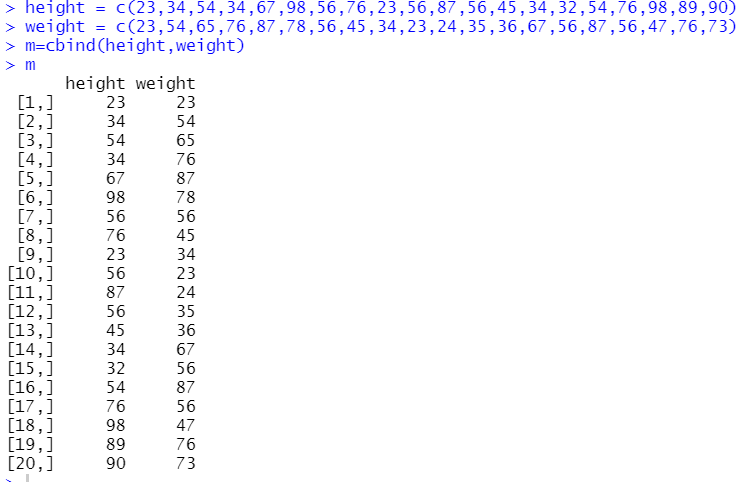 > height = c(23,34,54,34,67,98,56,76,23,56,87,56,45,34,32,54,76,98,89,90)
> weight = c(23,54,65,76,87,78,56,45,34,23,24,35,36,67,56,87,56,47,76,73)
> m=cbind(height,weight)
> m
height weight
[1,] 23 23
[2,] 34 54
[3,] 54 65
[4,] 34 76
[5,] 67 87
[6,] 98 78
[7,] 56 56
[8,] 76 45
[9,] 23 34
[10,] 56 23
[11,] 87 24
[12,] 56 35
[13,] 45 36
[14,] 34 67
[15,] 32 56
[16,] 54 87
[17,] 76 56
[18,] 98 47
[19,] 89 76
[20,] 90 73
>